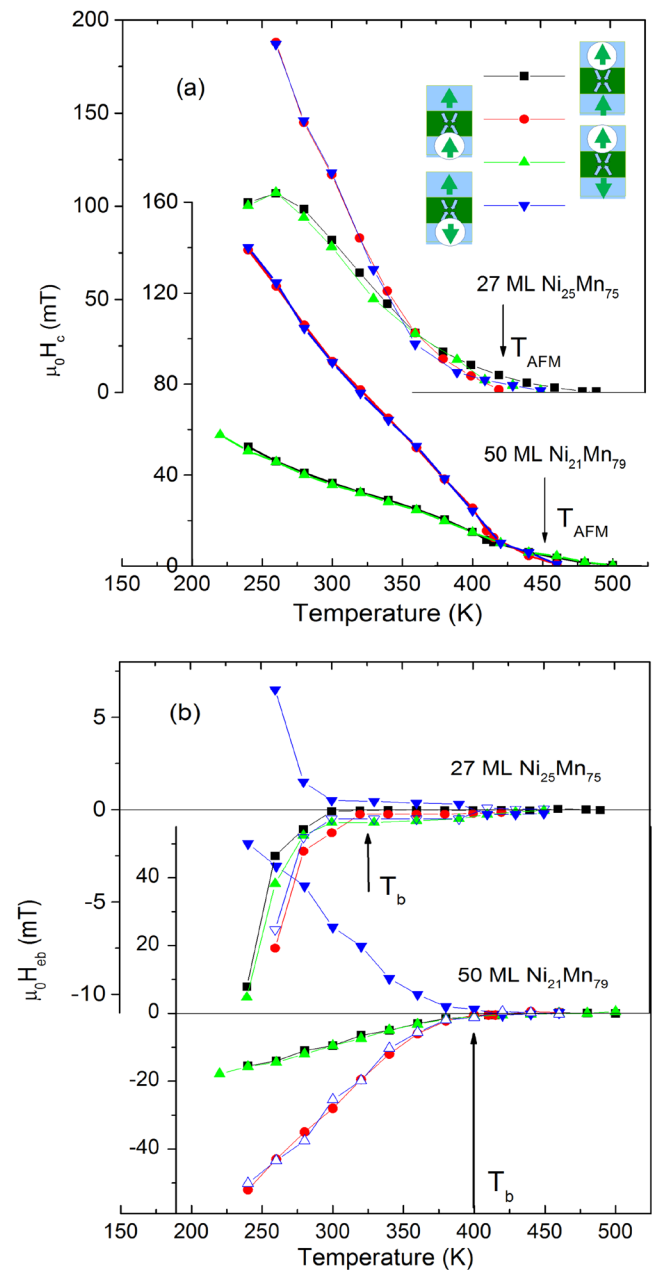 200
(a)
150
100
160
27 ML Ni25Mn75
50
120
TAFM
μ0Hc (mT)
0
80
50 ML Ni21Mn79
40
TAFM
0
150 200 250 300 350 400 450 500
Temperature (K)
5
(b)
27 ML Ni25Mn75
0
40
Tb
-5
μ0Heb (mT)
20
50 ML Ni21Mn79
-10
0
-20
-40
Tb
150 200 250 300 350 400 450 500
Temperature (K)